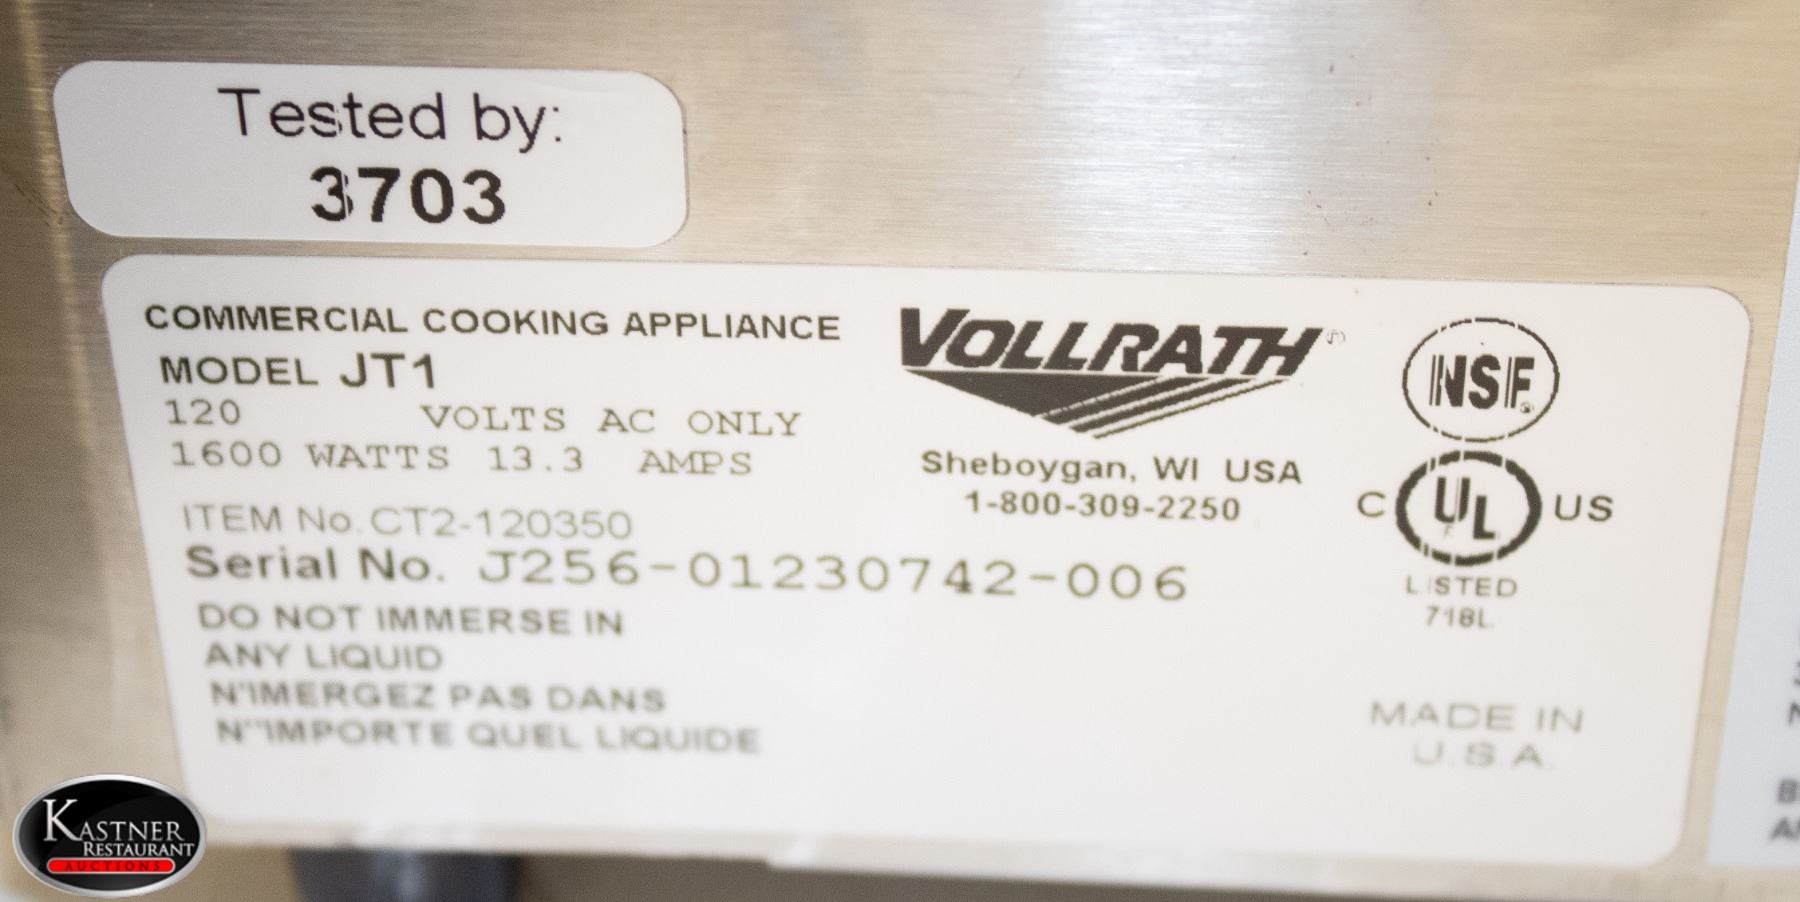 Tested by:
3703
COMMERCIAL COOKING APPLIANCE
MODEL JT1
120 VOLTS AC ONLY
1600 WATTS 13.3 AMPS
ITEM No. CT2-120350
Serial No. J256-01230742-006
DO NOT IMMERSE IN
ANY LIQUID
N'IMERGEZ PAS DANS
N''IMPORTE QUEL LIQUIDE
VOLLRATH
Sheboygan, WI USA
1-800-309-2250
NSF®
C UL US
LISTED
718L
MADE IN
U.S.A.
KASTNER
RESTAURANT
AUCTIONS